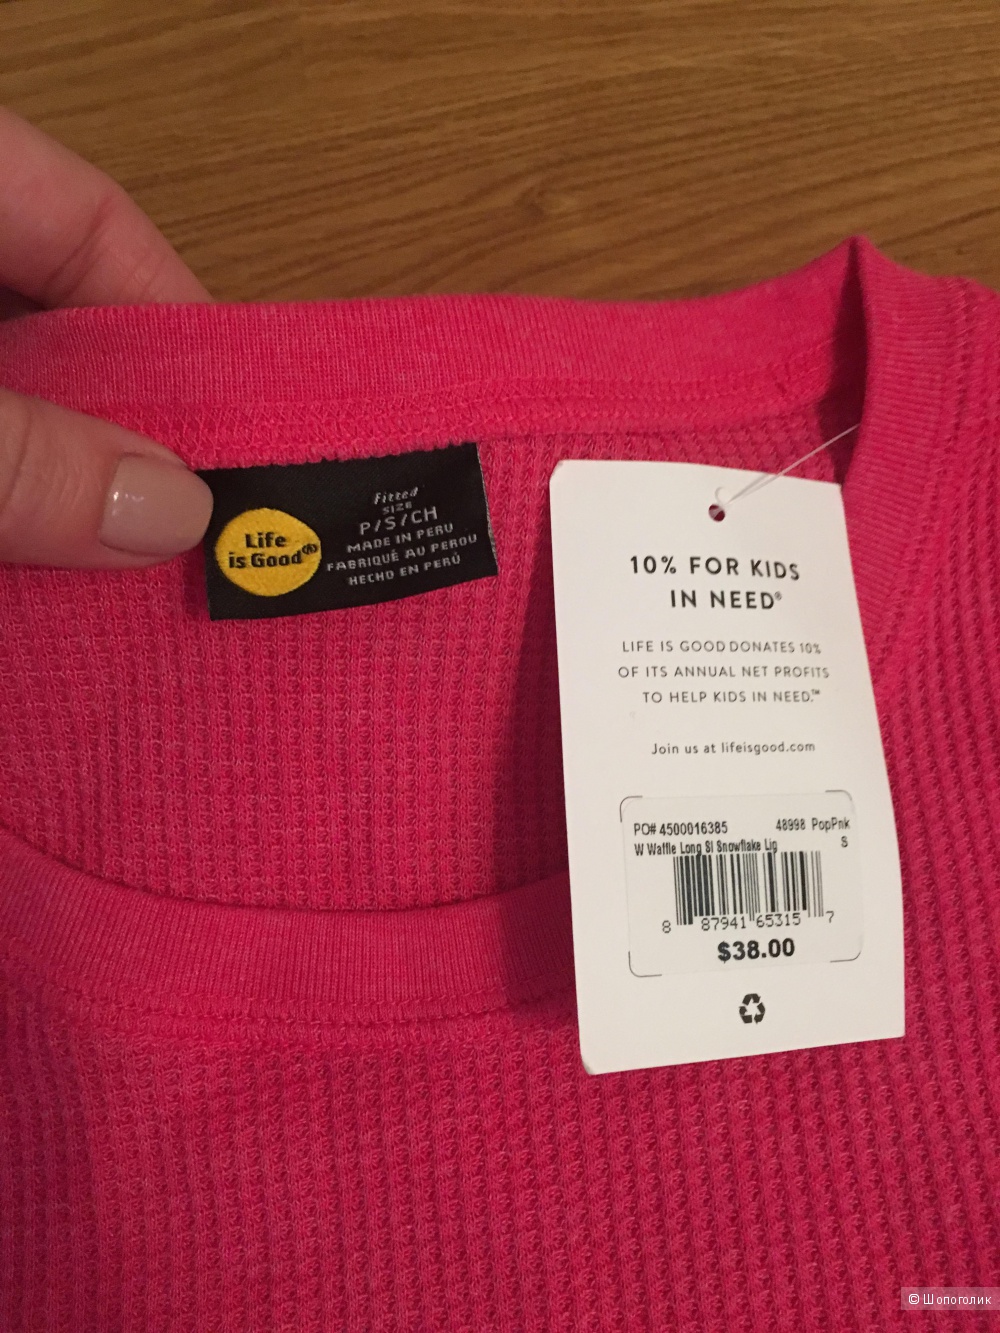 Life
is Good®
Fitted
SIZE
P/S/CH
MADE IN PERU
FABRIQUÉ AU PEROU
HECHO EN PERÚ
10% FOR KIDS
IN NEED®
LIFE IS GOOD DONATES 10%
OF ITS ANNUAL NET PROFITS
TO HELP KIDS IN NEED.™
Join us at lifeisgood.com
PO# 4500016385 48998 PopPnk
W Waffle Long Sl Snowflake Lig S
8 87941 65315 7
$38.00
© Шопоголик